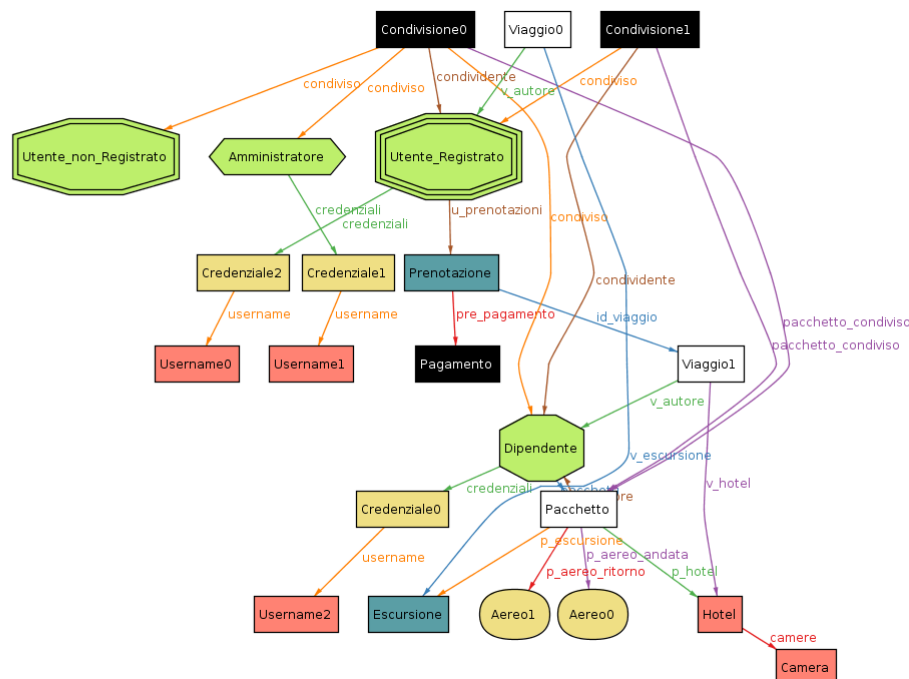 Condivisione0
Viaggio0
Condivisione1
condiviso
condiviso
condividente
v_autore
condiviso
Utente_non_Registrato
Amministratore
Utente_Registrato
credenziali
credenziali
u_prenotazioni
condiviso
Credenziale2
Credenziale1
Prenotazione
condividente
username
username
pre_pagamento
id_viaggio
pacchetto_condiviso
pacchetto_condiviso
Username0
Username1
Pagamento
Viaggio1
v_autore
Dipendente
v_escursione
v_hotel
credenziali
Credenziale0
Pacchetto
username
p_escursione
p_aereo_andata
p_aereo_ritorno
p_hotel
Username2
Escursione
Aereo1
Aereo0
Hotel
camere
Camera